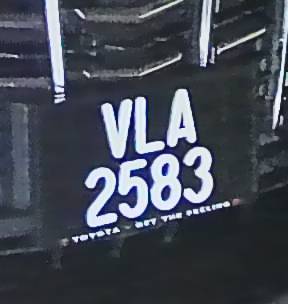 VLA
2583
TOYOTA GET THE FEELING